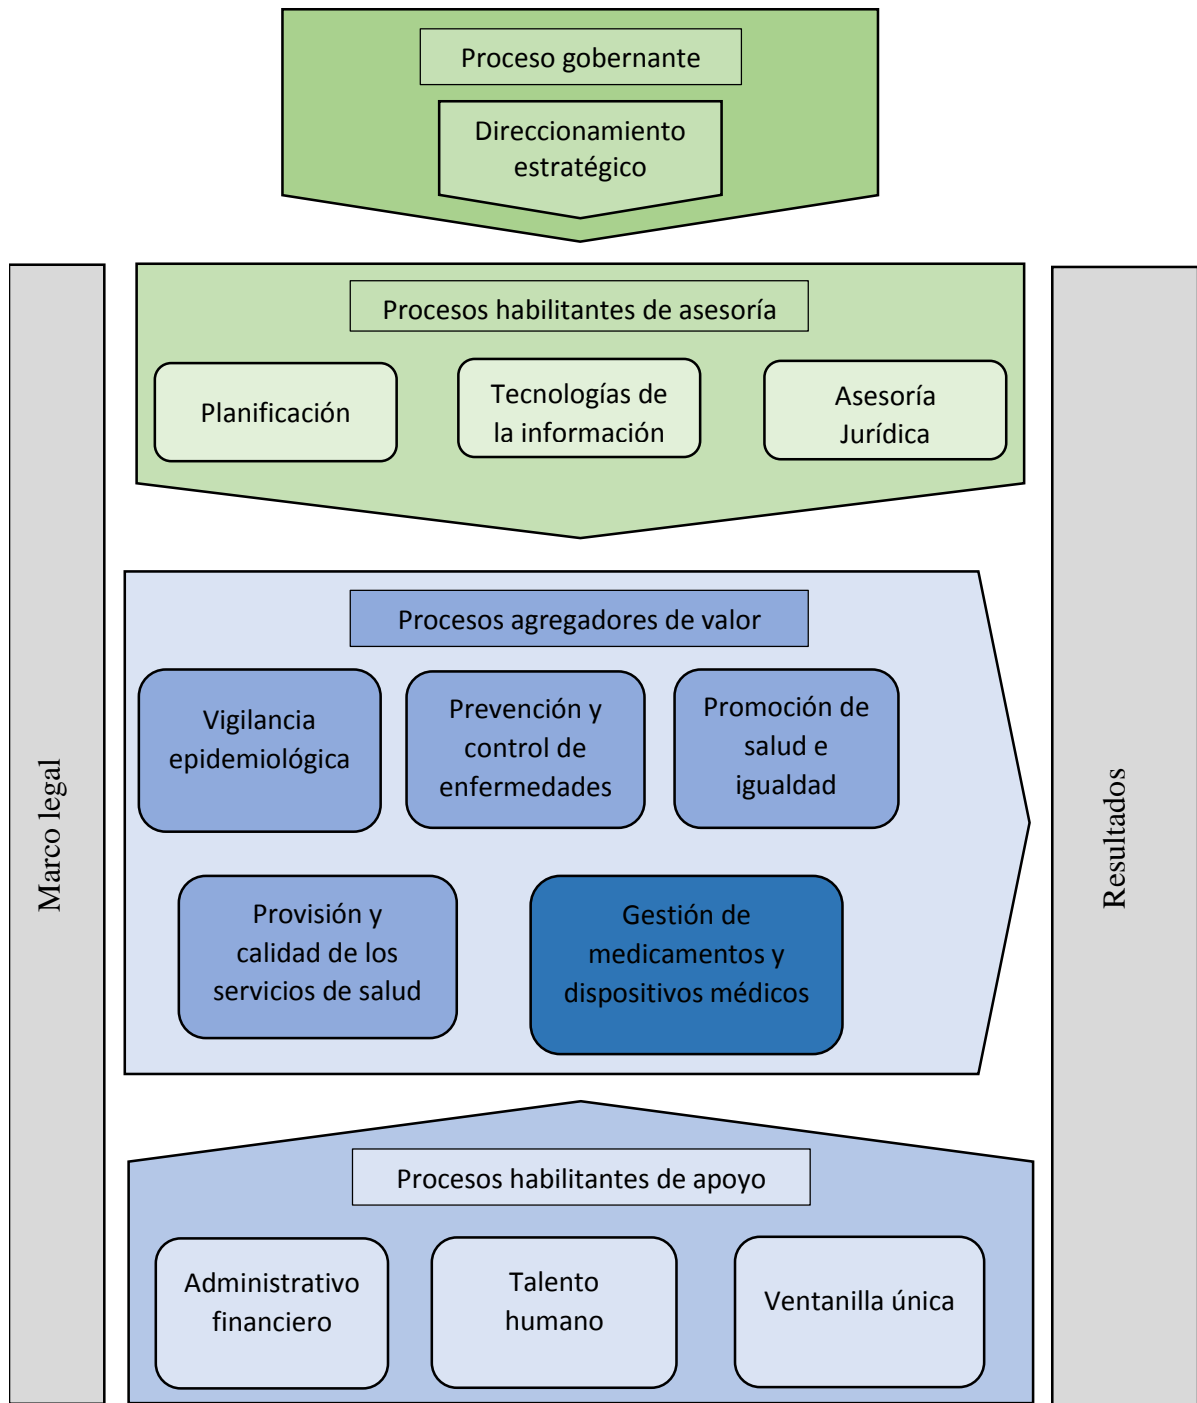 Proceso gobernante
Direccionamiento
estratégico
Marco legal
Procesos habilitantes de asesoría
Planificación
Tecnologías de
la información
Asesoría
Jurídica
Procesos agregadores de valor
Vigilancia
epidemiológica
Prevención y
control de
enfermedades
Promoción de
salud e
igualdad
Provisión y
calidad de los
servicios de salud
Gestión de
medicamentos y
dispositivos médicos
Procesos habilitantes de apoyo
Administrativo
financiero
Talento
humano
Ventanilla única
Resultados